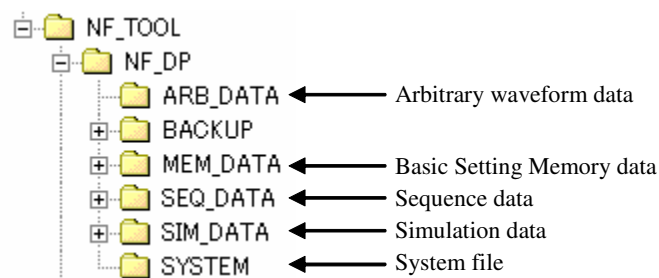 NF_TOOL
NF_DP
ARB_DATA Arbitrary waveform data
BACKUP
MEM_DATA Basic Setting Memory data
SEQ_DATA Sequence data
SIM_DATA Simulation data
SYSTEM System file